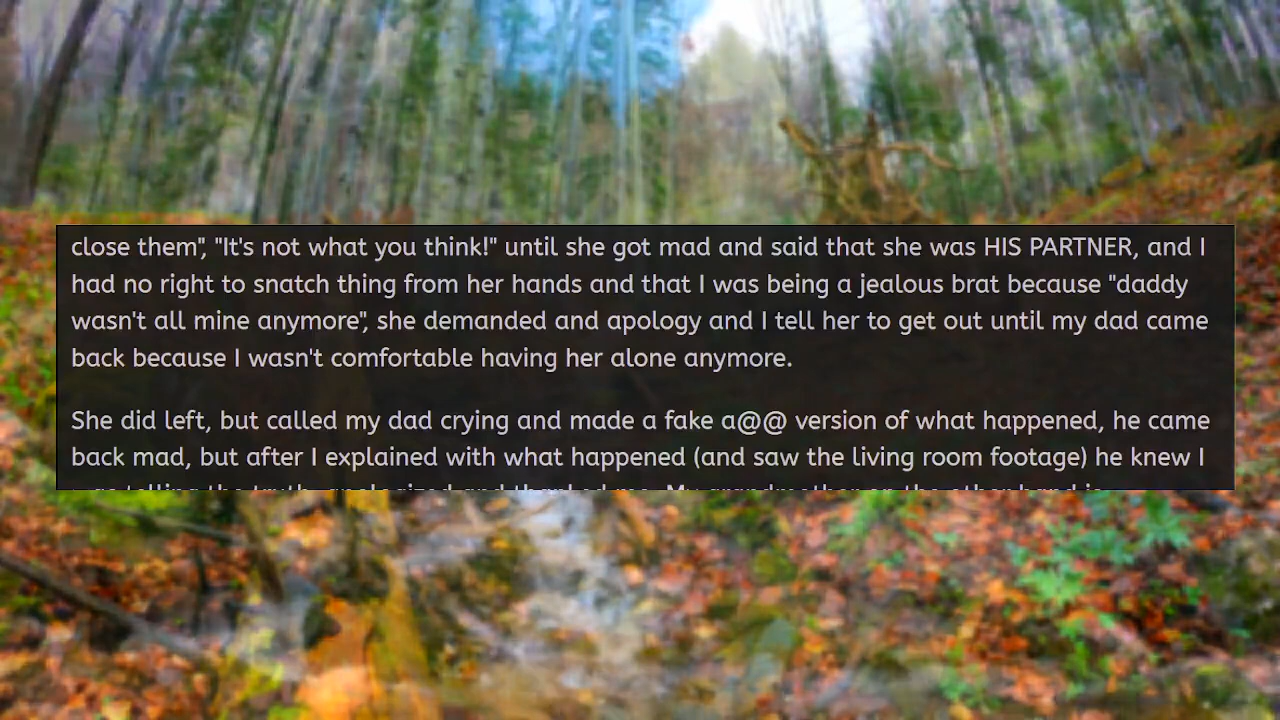 close them", "It's not what you think!" until she got mad and said that she was HIS PARTNER, and I
had no right to snatch thing from her hands and that I was being a jealous brat because "daddy
wasn't all mine anymore", she demanded and apology and I tell her to get out until my dad came
back because I wasn't comfortable having her alone anymore.
She did left, but called my dad crying and made a fake a@@ version of what happened, he came
back mad, but after I explained with what happened (and saw the living room footage) he knew I